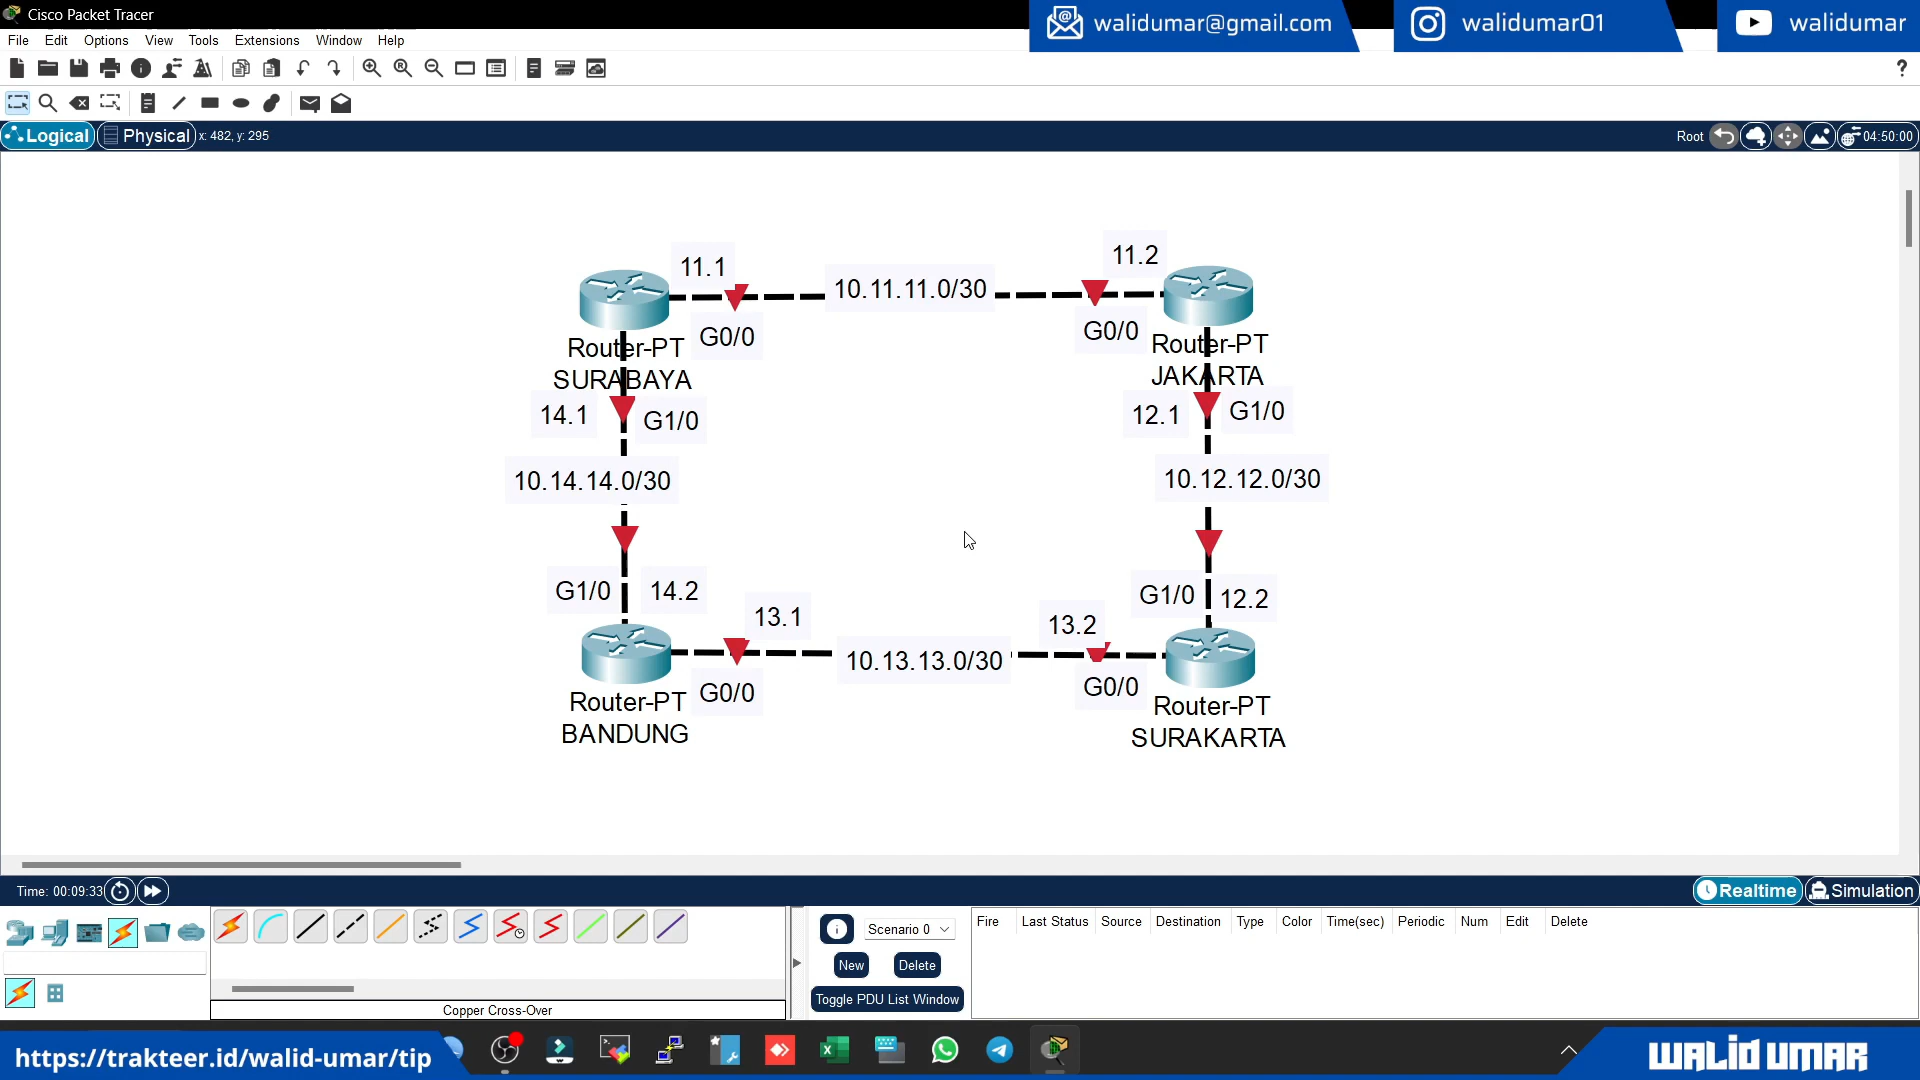 Cisco Packet Tracer
walidumar@gmail.com
walidumar01
walidumar
File Edit Options View Tools Extensions Window Help
?
Logical Physical x: 482, y: 295
Root 04:50:00
11.1
10.11.11.0/30
11.2
G0/0
G0/0
Router-PT
SURABAYA
Router-PT
JAKARTA
14.1
G1/0
12.1
G1/0
10.14.14.0/30
10.12.12.0/30
G1/0
14.2
G1/0
12.2
13.1
13.2
10.13.13.0/30
G0/0
G0/0
Router-PT
BANDUNG
Router-PT
SURAKARTA
Time: 00:09:33
Realtime Simulation
Scenario 0
New Delete
Toggle PDU List Window
Fire Last Status Source Destination Type Color Time(sec) Periodic Num Edit Delete
Copper Cross-Over
https://trakteer.id/walid-umar/tip
WALID UMAR